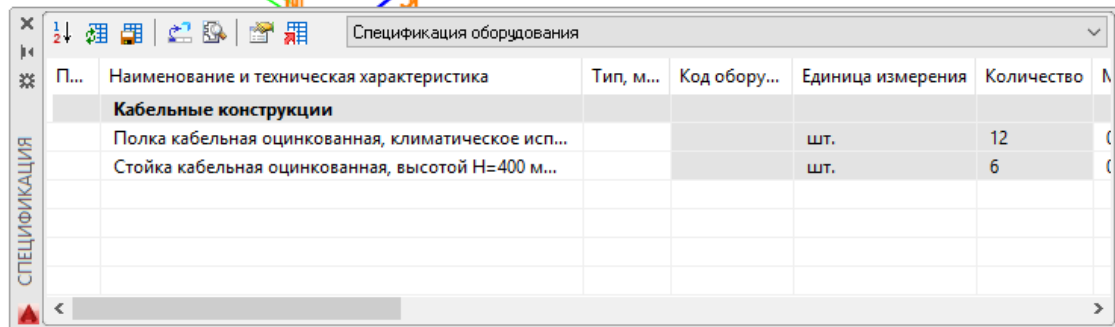 Спецификация оборудования
П... Наименование и техническая характеристика Тип, м... Код обору... Единица измерения Количество
Кабельные конструкции
Полка кабельная оцинкованная, климатическое исп... шт. 12
Стойка кабельная оцинкованная, высотой H=400 м... шт. 6
СПЕЦИФИКАЦИЯ